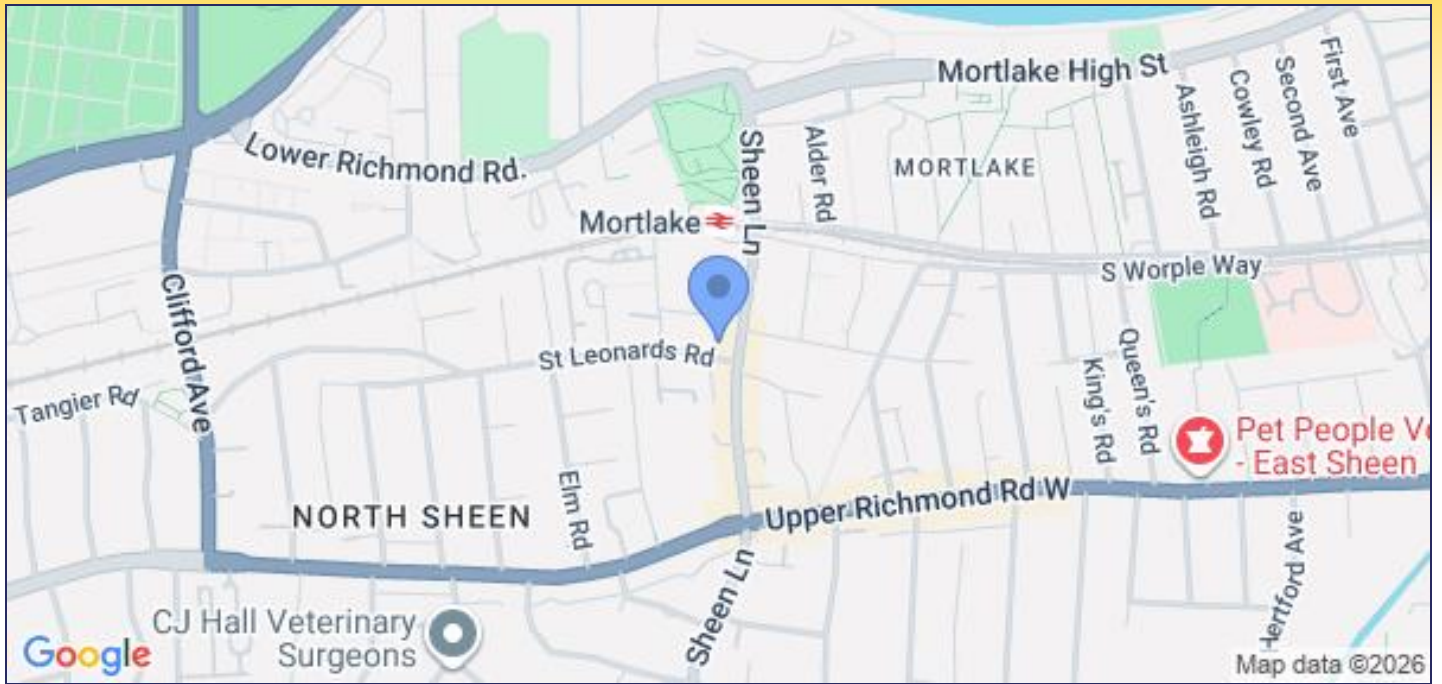 Mortlake High St
First Ave
Second Ave
Cowley Rd
Ashleigh Rd
Lower Richmond Rd.
Sheen Ln
Alder Rd
MORTLAKE
Mortlake
S Worple Way
Clifford Ave
St Leonards Rd
Queen's Rd
King's Rd
Tangier Rd
Pet People
- East Sheen
Elm Rd
NORTH SHEEN
Upper Richmond Rd W
Hertford Ave
Sheen Ln
CJ Hall Veterinary
Surgeons
Google
Map data ©2026